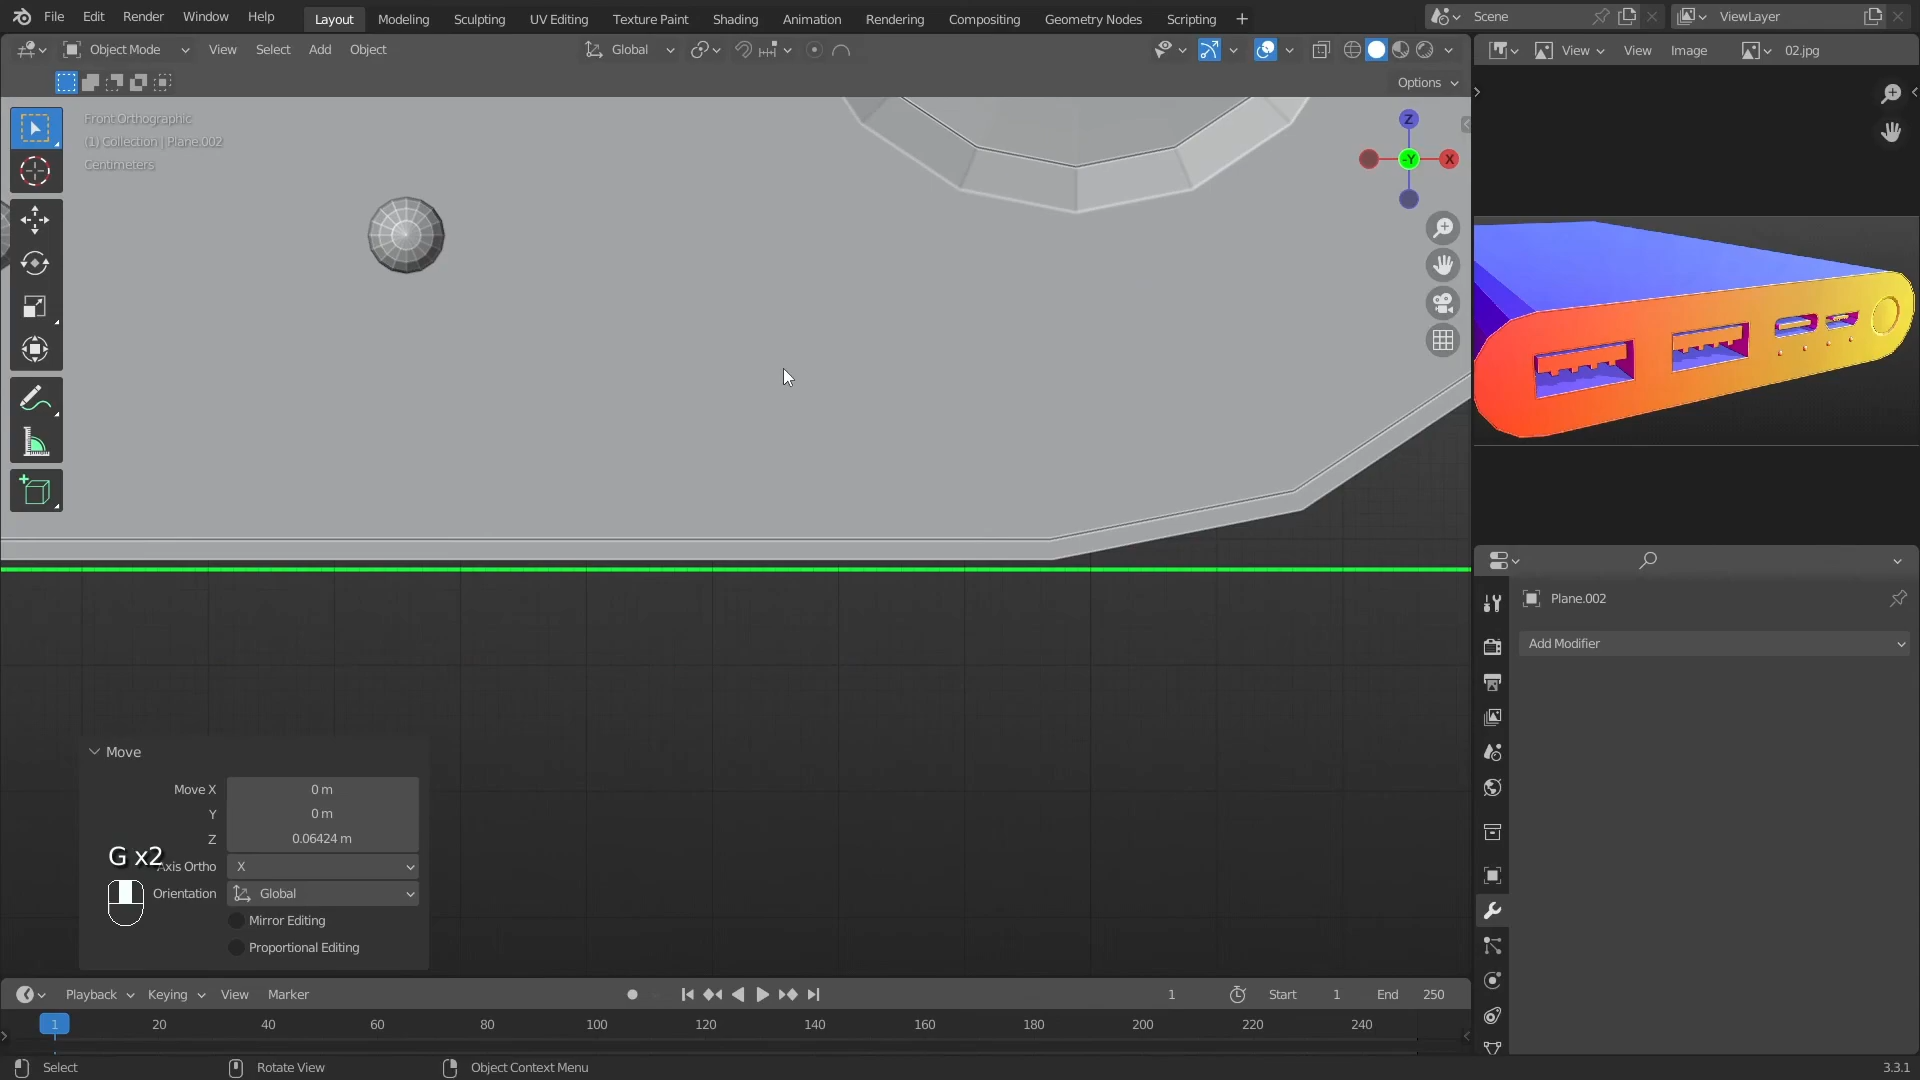 File Edit Render Window Help Layout Modeling Sculpting UV Editing Texture Paint Shading Animation Rendering Compositing Geometry Nodes Scripting + Scene ViewLayer
Object Mode View Select Add Object Global View View Image 02.jpg
Options
Front Orthographic
(1) Collection | Plane.002
Centimeters
Z
-Y
X
Plane.002
Add Modifier
Move
Move X 0 m
Y 0 m
Z 0.06424 m
G x2
Axis Ortho X
Orientation Global
Mirror Editing
Proportional Editing
Playback Keying View Marker 1 Start 1 End 250
1 20 40 60 80 100 120 140 160 180 200 220 240
Select Rotate View Object Context Menu 3.3.1